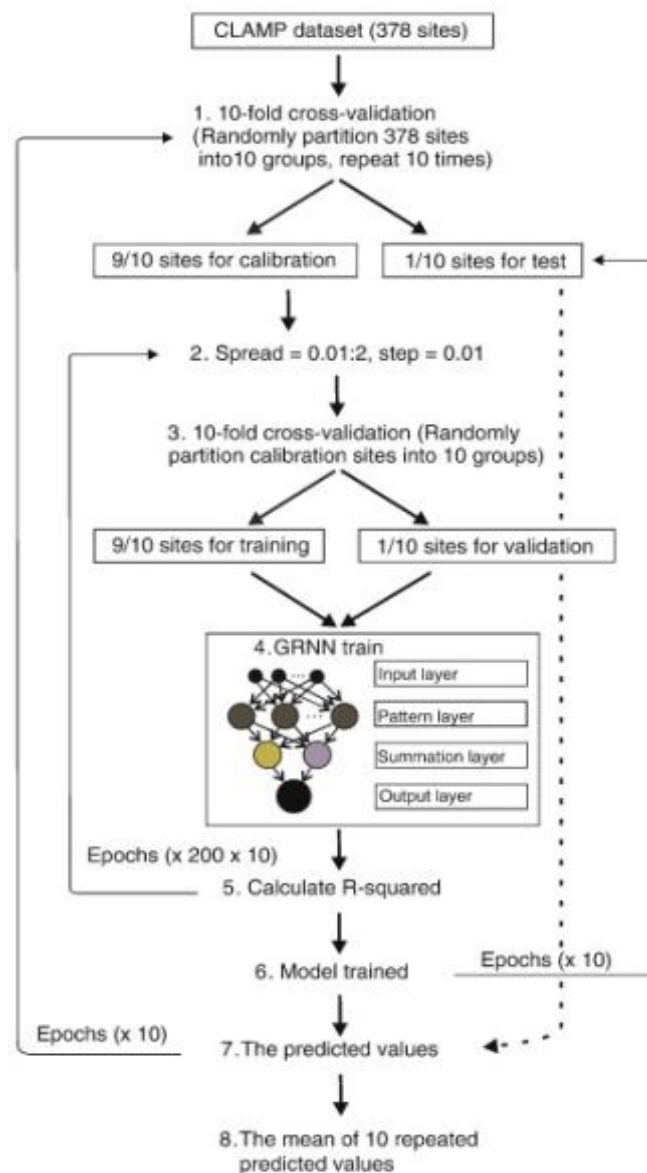 CLAMP dataset (378 sites)
1. 10-fold cross-validation
(Randomly partition 378 sites
into10 groups, repeat 10 times)
9/10 sites for calibration
1/10 sites for test
2. Spread = 0.01:2, step = 0.01
3. 10-fold cross-validation (Randomly
partition calibration sites into 10 groups)
9/10 sites for training
1/10 sites for validation
4.GRNN train
Input layer
Pattern layer
Summation layer
Output layer
Epochs (x 200 x 10)
5. Calculate R-squared
6. Model trained
Epochs (x 10)
Epochs (x 10)
7.The predicted values
8.The mean of 10 repeated
predicted values